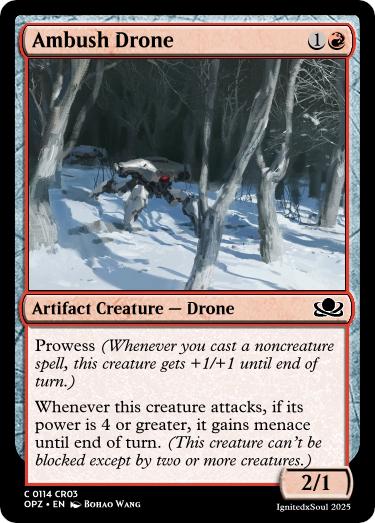 Ambush Drone 1
Artifact Creature — Drone
Prowess (Whenever you cast a noncreature
spell, this creature gets +1/+1 until end of
turn.)
Whenever this creature attacks, if its
power is 4 or greater, it gains menace
until end of turn. (This creature can't be
blocked except by two or more creatures.)
2/1
C 0114 CR03
OPZ • EN Bohao Wang
IgnitedxSoul 2025